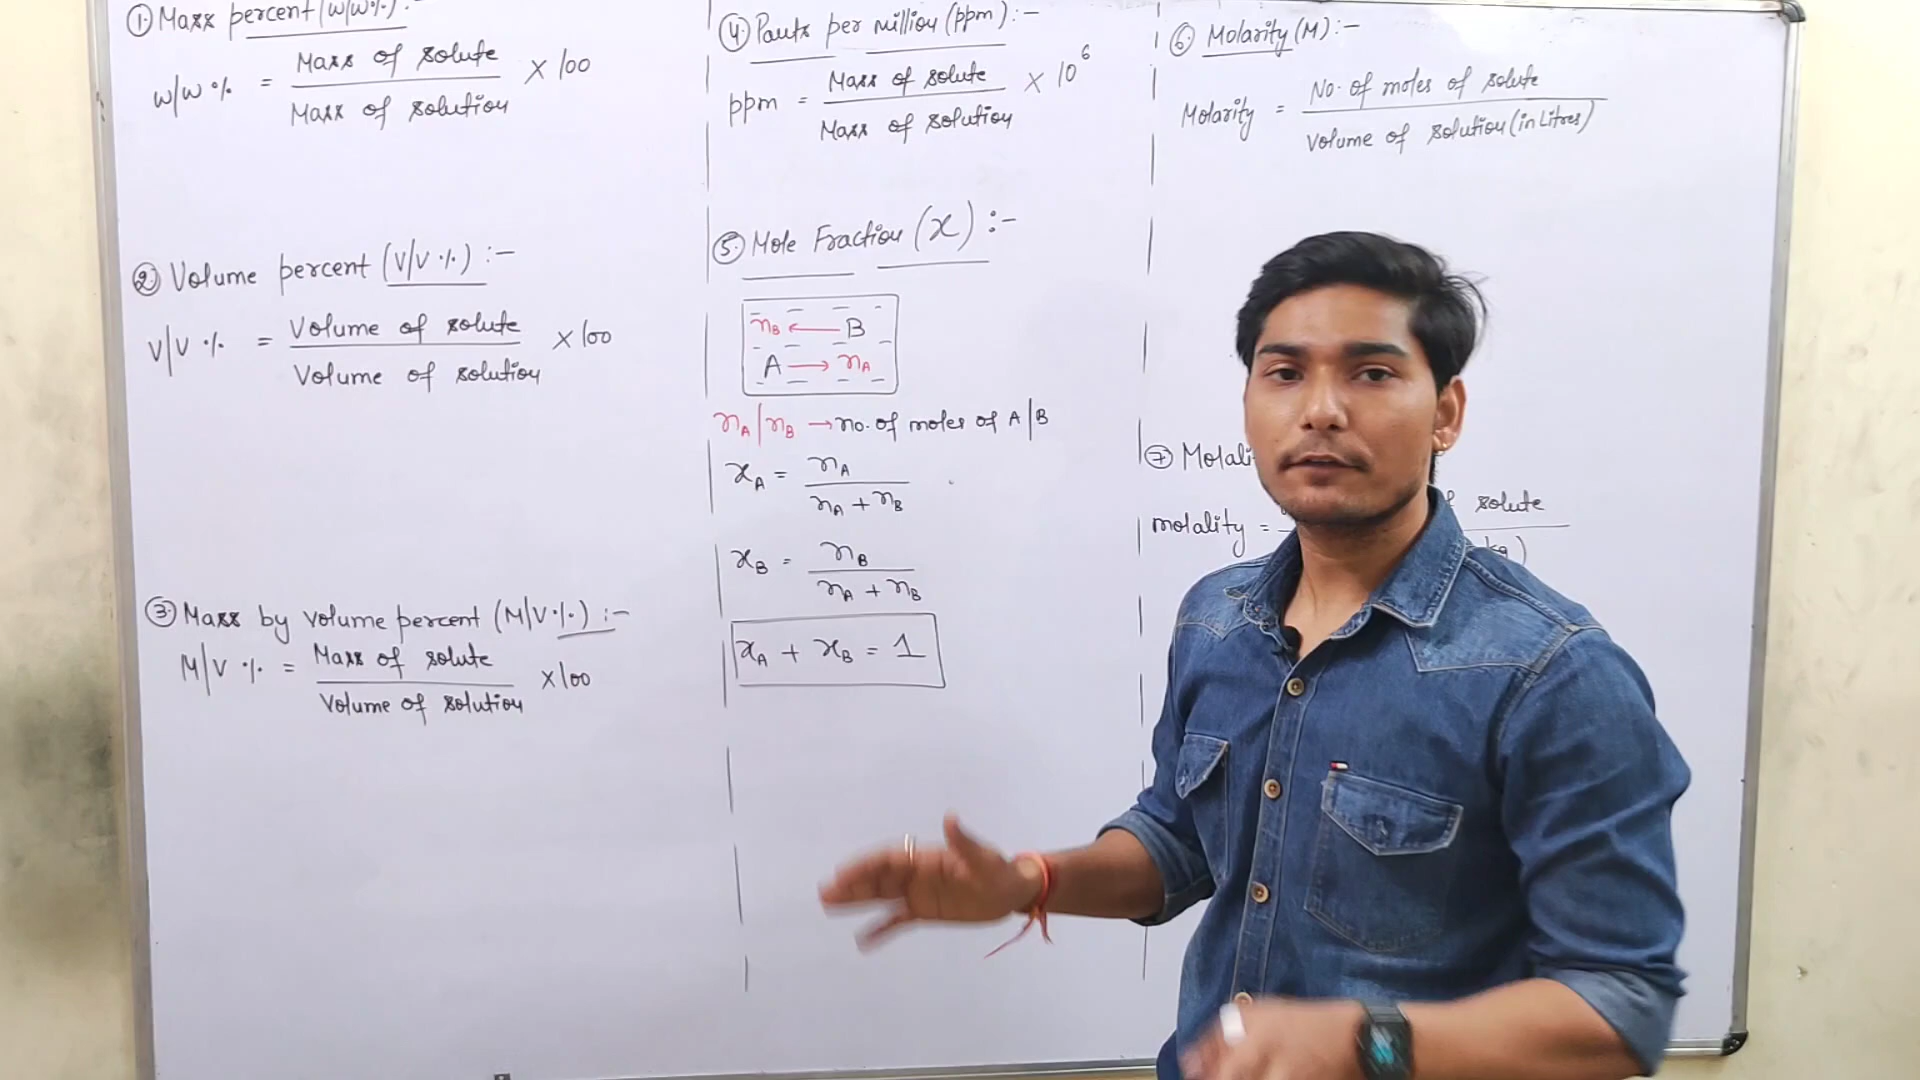 ① Mass percent (w/w%) :-
w/w % = Mass of solute / Mass of solution × 100
② Volume percent (V/V %) :-
V/V % = Volume of solute / Volume of solution × 100
③ Mass by volume percent (M/V %) :-
M/V % = Mass of solute / Volume of solution × 100
④ Parts per million (ppm) :-
ppm = Mass of solute / Mass of solution × 10⁶
⑤ Mole Fraction (x) :-
n_B ← B
A → n_A
n_A | n_B → no. of moles of A|B
x_A = n_A / n_A + n_B
x_B = n_B / n_A + n_B
x_A + x_B = 1
⑥ Molarity (M) :-
Molarity = No. of moles of solute / Volume of solution (in Litres)
⑦ Molali
molality = solute
kg)